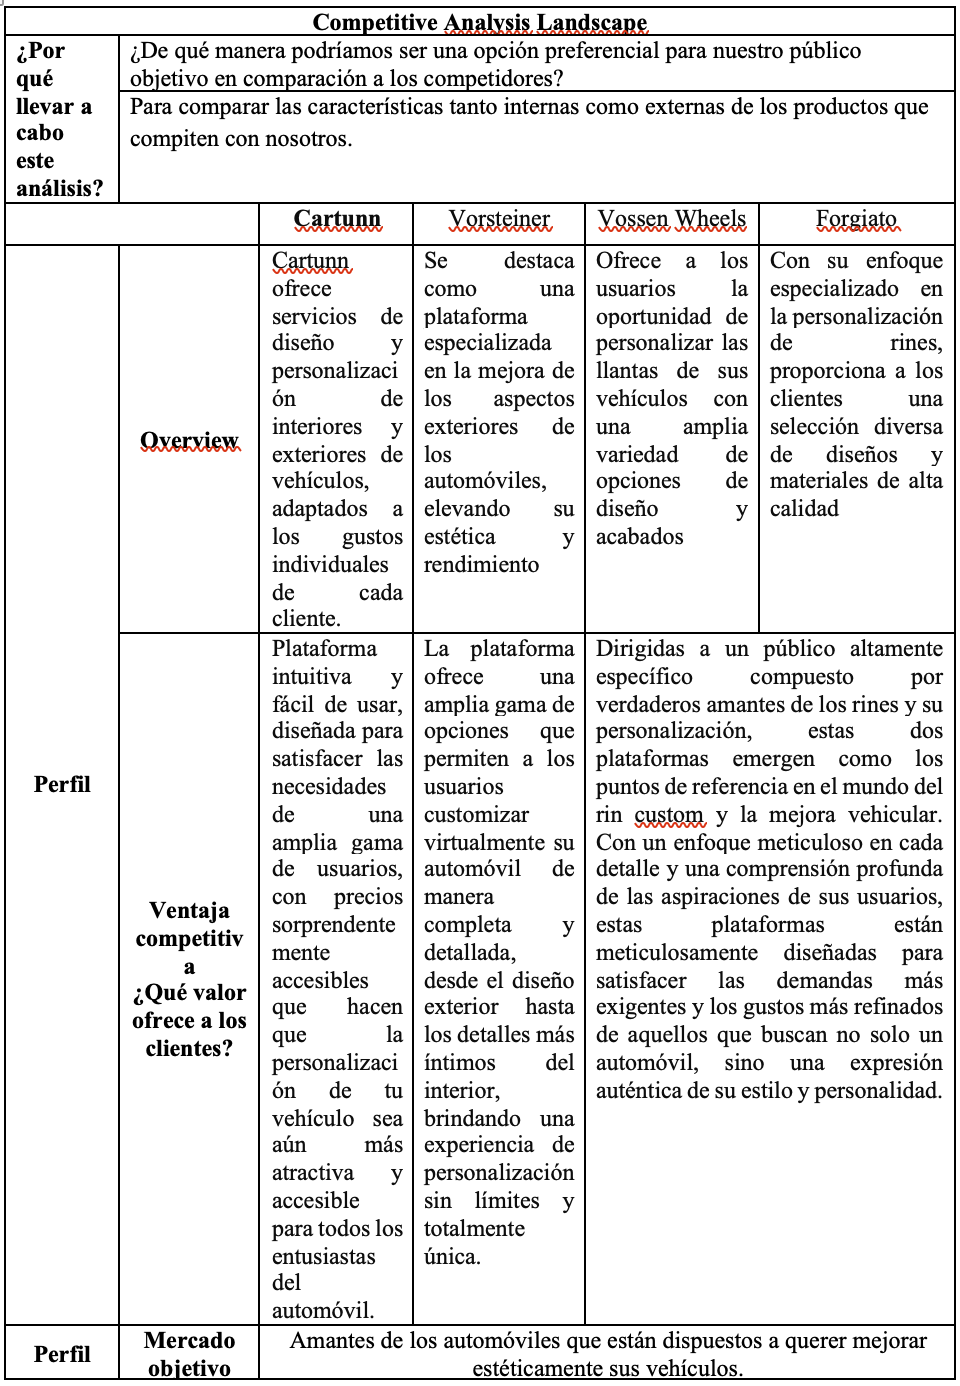 Competitive Analysis Landscape
¿Por
qué
llevar a
cabo
este
análisis?
¿De qué manera podríamos ser una opción preferencial para nuestro público
objetivo en comparación a los competidores?
Para comparar las características tanto internas como externas de los productos que
compiten con nosotros.
Cartunn
Vorsteiner
Vossen Wheels
Forgiato
Perfil
Overview
Cartunn
ofrece
servicios de
diseño y
personalizaci
ón de
interiores y
exteriores de
vehículos,
adaptados a
los gustos
individuales
de cada
cliente.
Se destaca
como una
plataforma
especializada
en la mejora de
los aspectos
exteriores de
los
automóviles,
elevando su
estética y
rendimiento
Ofrece a los
usuarios la
oportunidad de
personalizar las
llantas de sus
vehículos con
una amplia
variedad de
opciones de
diseño y
acabados
Con su enfoque
especializado en
la personalización
de rines,
proporciona a los
clientes una
selección diversa
de diseños y
materiales de alta
calidad
Ventaja
competitiv
a
¿Qué valor
ofrece a los
clientes?
Plataforma
intuitiva y
fácil de usar,
diseñada para
satisfacer las
necesidades
de una
amplia gama
de usuarios,
con precios
sorprendente
mente
accesibles
que hacen
que la
personalizaci
ón de tu
vehículo sea
aún más
atractiva y
accesible
para todos los
entusiastas
del
automóvil.
La plataforma
ofrece una
amplia gama de
opciones que
permiten a los
usuarios
customizar
virtualmente su
automóvil de
manera
completa y
detallada,
desde el diseño
exterior hasta
los detalles más
íntimos del
interior,
brindando una
experiencia de
personalización
sin límites y
totalmente
única.
Dirigidas a un público altamente
específico compuesto por
verdaderos amantes de los rines y su
personalización, estas dos
plataformas emergen como los
puntos de referencia en el mundo del
rin custom y la mejora vehicular.
Con un enfoque meticuloso en cada
detalle y una comprensión profunda
de las aspiraciones de sus usuarios,
estas plataformas están
meticulosamente diseñadas para
satisfacer las demandas más
exigentes y los gustos más refinados
de aquellos que buscan no solo un
automóvil, sino una expresión
auténtica de su estilo y personalidad.
Perfil
Mercado
objetivo
Amantes de los automóviles que están dispuestos a querer mejorar
estéticamente sus vehículos.